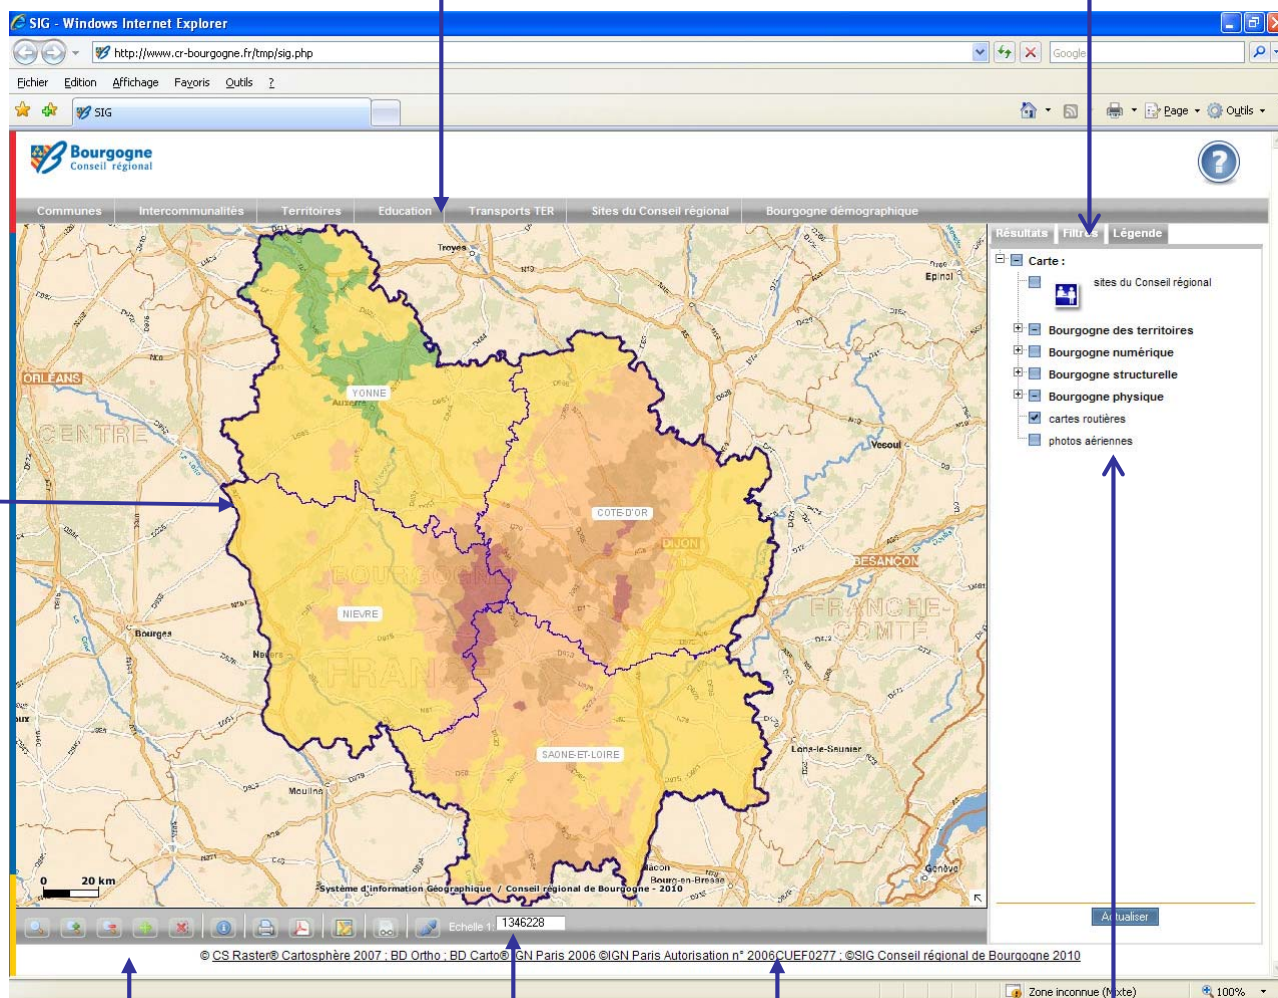 SIG - Windows Internet Explorer
http://www.cr-bourgogne.fr/tmp/sig.php
Google
Fichier Edition Affichage Favoris Outils ?
SIG
Page Outils
Bourgogne
Conseil régional
?
Communes Intercommunalités Territoires Education Transports TER Sites du Conseil régional Bourgogne démographique
Résultats Filtres Légende
Carte :
sites du Conseil régional
Bourgogne des territoires
Bourgogne numérique
Bourgogne structurelle
Bourgogne physique
cartes routières
photos aériennes
Actualiser
Troyes
Epinal
ORLEANS
YONNE
Auxerre
CENTRE
Vesoul
COTE-D'OR
DIJON
BESANÇON
BOURGOGNE
FRANCHE-
COMTE
NIEVRE
Bourges
Nevers
FRANCE
SAONE-ET-LOIRE
Lons-le-Saunier
Moulins
Mâcon
Bourg-en-Bresse
Genève
0 20 km
Système d'information Géographique / Conseil régional de Bourgogne - 2010
Echelle 1: 1346228
© CS Raster® Cartosphère 2007 ; BD Ortho ; BD Carto® IGN Paris 2006 ©IGN Paris Autorisation n° 2006CUEF0277 ; ©SIG Conseil régional de Bourgogne 2010
Zone inconnue (Mixte) 100%